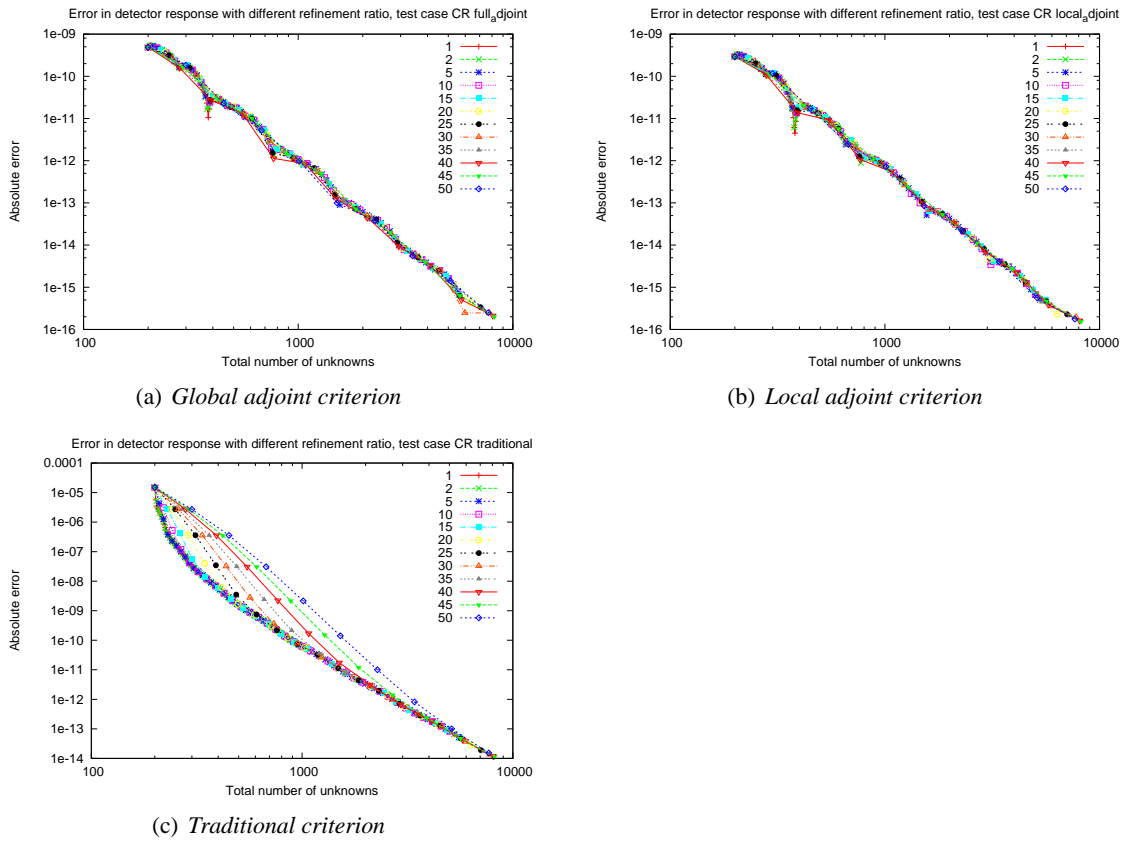 Error in detector response with different refinement ratio, test case CR full_adjoint
1e-09
1e-10
1e-11
1e-12
1e-13
1e-14
1e-15
1e-16
Absolute error
100
1000
10000
Total number of unknowns
1
2
5
10
15
20
25
30
35
40
45
50
(a) Global adjoint criterion
Error in detector response with different refinement ratio, test case CR local_adjoint
1e-09
1e-10
1e-11
1e-12
1e-13
1e-14
1e-15
1e-16
Absolute error
100
1000
10000
Total number of unknowns
1
2
5
10
15
20
25
30
35
40
45
50
(b) Local adjoint criterion
Error in detector response with different refinement ratio, test case CR traditional
0.0001
1e-05
1e-06
1e-07
1e-08
1e-09
1e-10
1e-11
1e-12
1e-13
1e-14
Absolute error
100
1000
10000
Total number of unknowns
1
2
5
10
15
20
25
30
35
40
45
50
(c) Traditional criterion